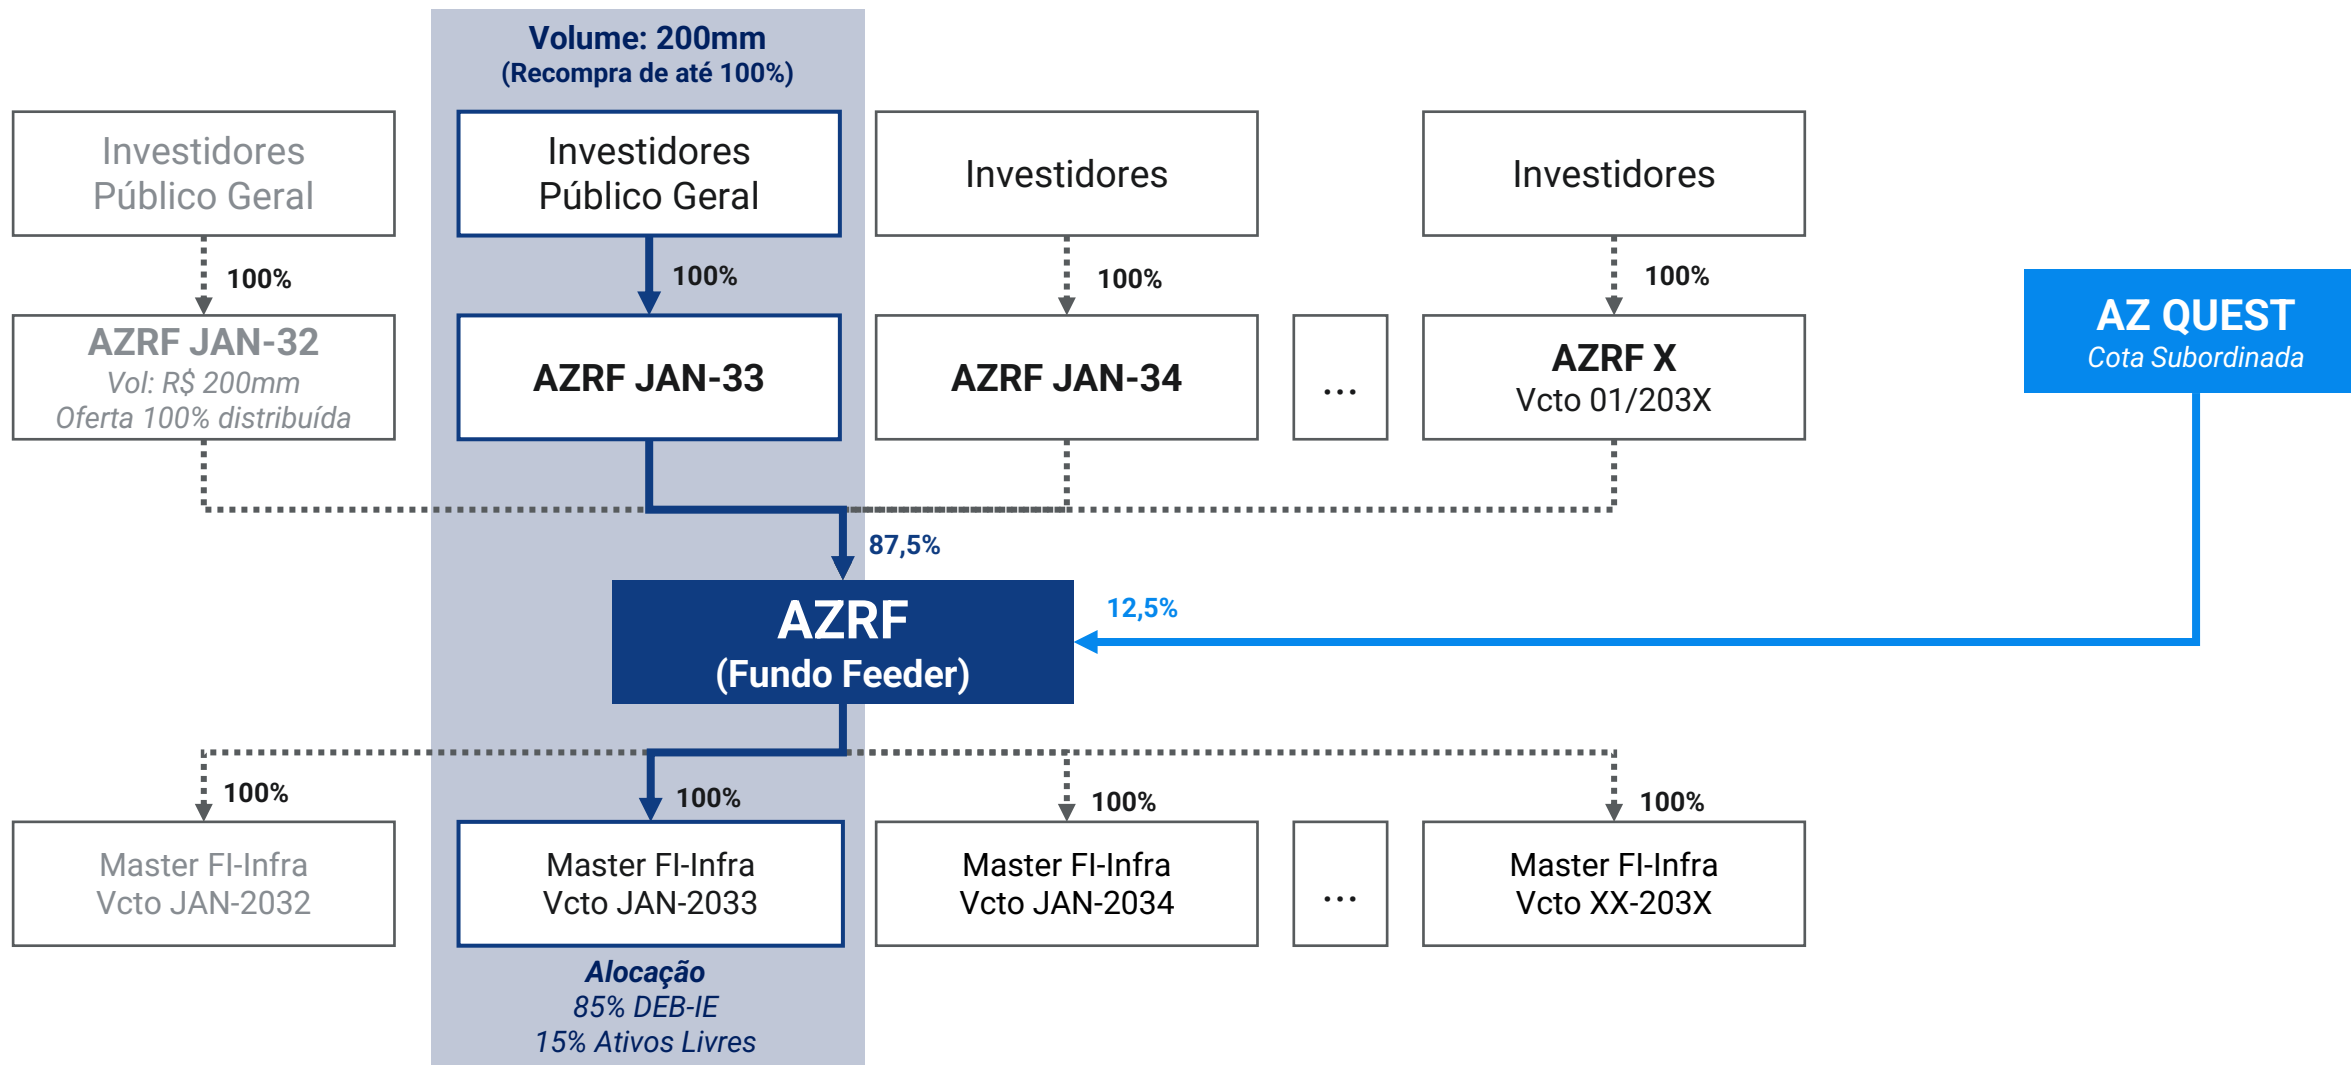 Volume: 200mm
(Recompra de até 100%)
Investidores
Público Geral
Investidores
Público Geral
Investidores
Investidores
100%
100%
100%
100%
AZRF JAN-32
Vol: R$ 200mm
Oferta 100% distribuída
AZRF JAN-33
AZRF JAN-34
...
AZRF X
Vcto 01/203X
AZ QUEST
Cota Subordinada
87,5%
AZRF
(Fundo Feeder)
12,5%
100%
100%
100%
100%
Master FI-Infra
Vcto JAN-2032
Master FI-Infra
Vcto JAN-2033
Master FI-Infra
Vcto JAN-2034
...
Master FI-Infra
Vcto XX-203X
Alocação
85% DEB-IE
15% Ativos Livres